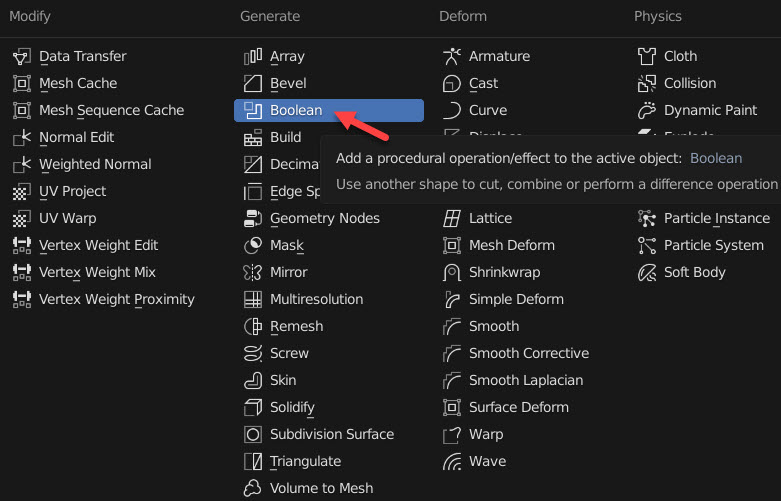 Modify
Data Transfer
Mesh Cache
Mesh Sequence Cache
Normal Edit
Weighted Normal
UV Project
UV Warp
Vertex Weight Edit
Vertex Weight Mix
Vertex Weight Proximity
Generate
Array
Bevel
Boolean
Build
Decima
Edge Sp
Geometry Nodes
Mask
Mirror
Multiresolution
Remesh
Screw
Skin
Solidify
Subdivision Surface
Triangulate
Volume to Mesh
Deform
Armature
Cast
Curve
Add a procedural operation/effect to the active object: Boolean
Use another shape to cut, combine or perform a difference operation
Lattice
Mesh Deform
Shrinkwrap
Simple Deform
Smooth
Smooth Corrective
Smooth Laplacian
Surface Deform
Warp
Wave
Physics
Cloth
Collision
Dynamic Paint
Particle Instance
Particle System
Soft Body